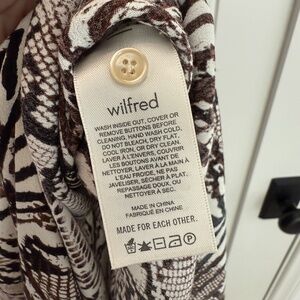 wilfred
WASH INSIDE OUT, COVER OR
REMOVE BUTTONS BEFORE
CLEANING, HAND WASH COLD,
DO NOT BLEACH, DRY FLAT,
COOL IRON, OR DRY CLEAN.
LAVER À L'ENVERS, COUVRIR
LES BOUTONS AVANT DE
NETTOYER, LAVER À LA MAIN À
L'EAU FROIDE, NE PAS
JAVELISER, SÉCHER À PLAT,
REPASSAGE DOUX, OU
NETTOYER À SEC.
MADE IN CHINA
FABRIQUÉ EN CHINE
MADE FOR EACH OTHER.